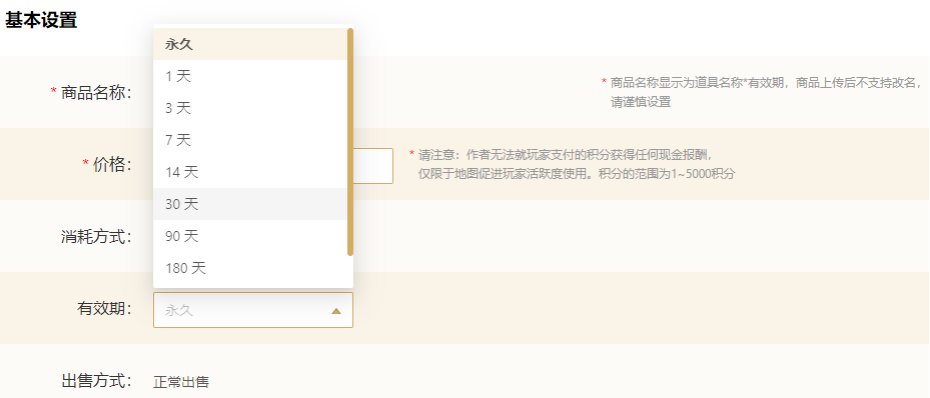 基本设置
永久
1 天
* 商品名称：
* 商品名称显示为道具名称*有效期，商品上传后不支持改名，
请谨慎设置
3 天
7 天
* 价格：
* 请注意：作者无法就玩家支付的积分获得任何现金报酬，
仅限于地图促进玩家活跃度使用。积分的范围为1~5000积分
14 天
30 天
消耗方式：
90 天
180 天
有效期：
永久
出售方式：
正常出售